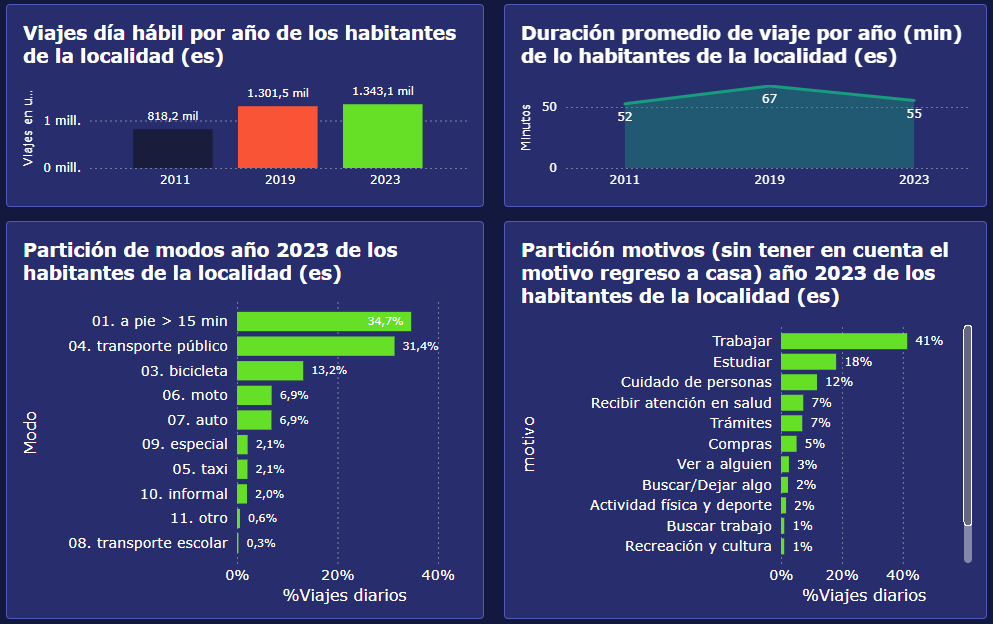 Viajes día hábil por año de los habitantes
de la localidad (es)
Viajes en u...
1 mill.
0 mill.
818,2 mil
1.301,5 mil
1.343,1 mil
2011
2019
2023
Duración promedio de viaje por año (min)
de lo habitantes de la localidad (es)
Minutos
50
0
52
67
55
2011
2019
2023
Partición de modos año 2023 de los
habitantes de la localidad (es)
Modo
01. a pie > 15 min 34,7%
04. transporte público 31,4%
03. bicicleta 13,2%
06. moto 6,9%
07. auto 6,9%
09. especial 2,1%
05. taxi 2,1%
10. informal 2,0%
11. otro 0,6%
08. transporte escolar 0,3%
0% 20% 40%
%Viajes diarios
Partición motivos (sin tener en cuenta el
motivo regreso a casa) año 2023 de los
habitantes de la localidad (es)
motivo
Trabajar 41%
Estudiar 18%
Cuidado de personas 12%
Recibir atención en salud 7%
Trámites 7%
Compras 5%
Ver a alguien 3%
Buscar/Dejar algo 2%
Actividad física y deporte 2%
Buscar trabajo 1%
Recreación y cultura 1%
0% 20% 40%
%Viajes diarios